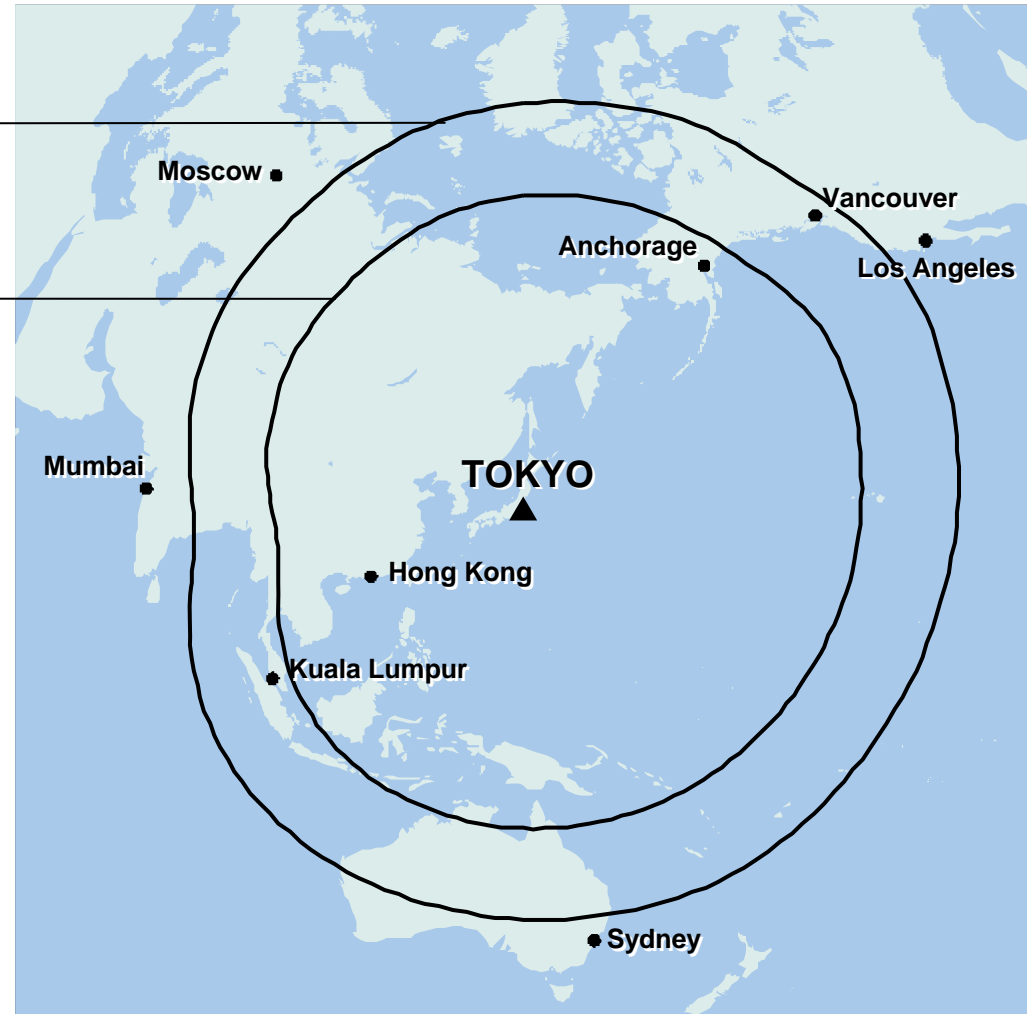 Moscow
Vancouver
Anchorage
Los Angeles
Mumbai
TOKYO
Hong Kong
Kuala Lumpur
Sydney